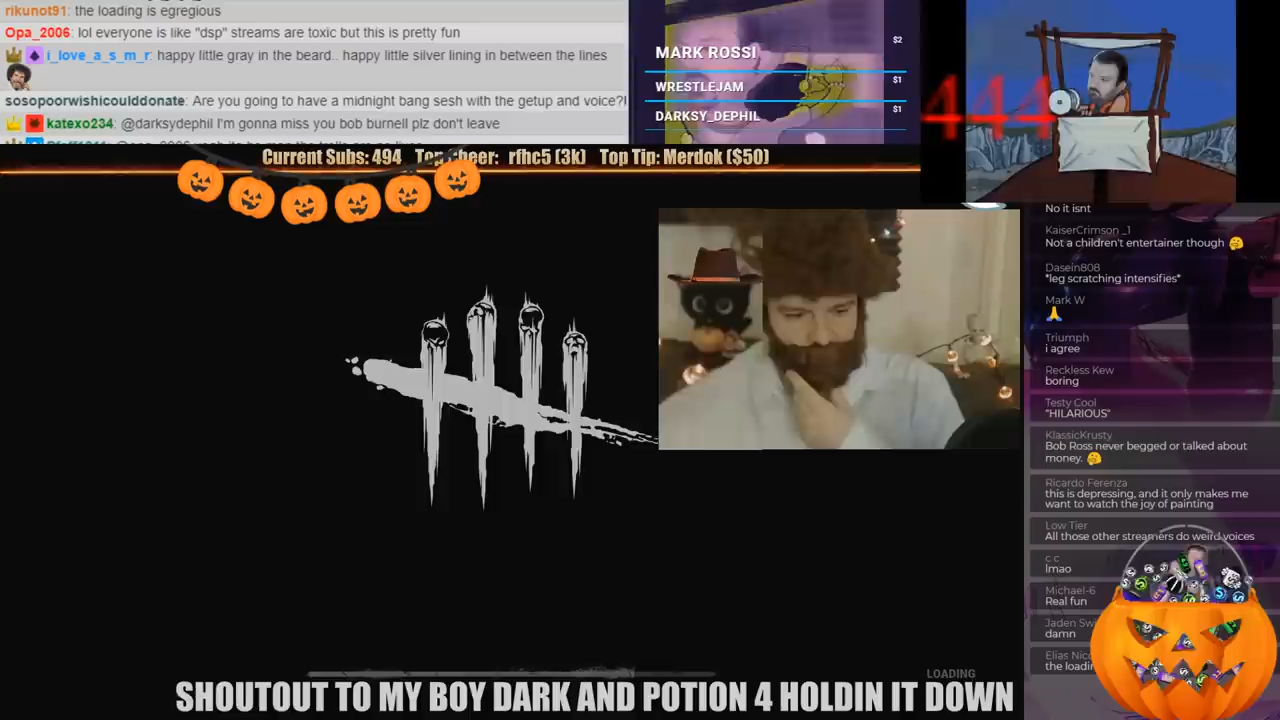 rikunot91: the loading is egregious
Opa_2006: lol everyone is like "dsp" streams are toxic but this is pretty fun
i_love_a_s_m_r: happy little gray in the beard.. happy little silver lining in between the lines
sosopoorwishicoulddonate: Are you going to have a midnight bang sesh with the getup and voice?!
katexo234: @darksydephil I'm gonna miss you bob burnell plz don't leave
MARK ROSSI $2
WRESTLEJAM $1
DARKSY_DEPHIL $1
444
Current Subs: 494 Top Cheer: rfhc5 (3k) Top Tip: Merdok ($50)
No it isnt
KaiserCrimson _1
Not a children's entertainer though 🤔
Dasein808
*leg scratching intensifies*
Mark W
🙏
Triumph
i agree
Reckless Kew
boring
Testy Cool
"HILARIOUS"
KlassicKrusty
Bob Ross never begged or talked about
money. 🤔
Ricardo Ferenza
this is depressing, and it only makes me
want to watch the joy of painting
Low Tier
All those other streamers do weird voices
c c
lmao
Michael-6
Real fun
Jaden Sw
damn
Elias Nico
the loadin
LOADING
SHOUTOUT TO MY BOY DARK AND POTION 4 HOLDIN IT DOWN